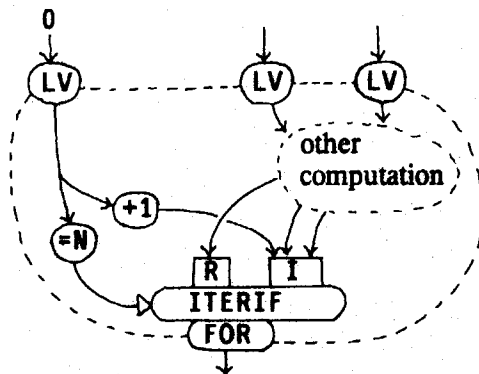 0
LV LV LV
other
computation
+1
=N
R I
ITERIF
FOR